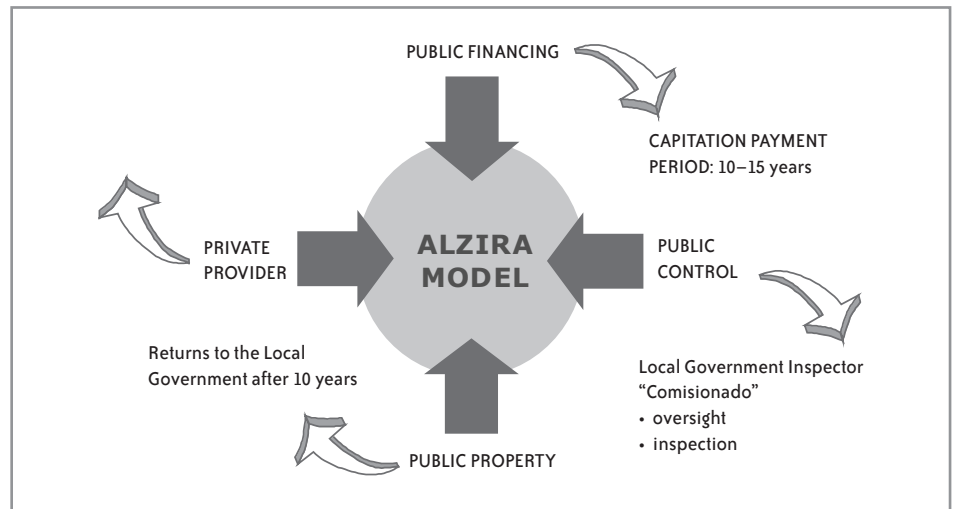 PUBLIC FINANCING
CAPITATION PAYMENT
PERIOD: 10–15 years
PRIVATE
PROVIDER
ALZIRA
MODEL
PUBLIC
CONTROL
Returns to the Local
Government after 10 years
Local Government Inspector
“Comisionado”
• oversight
• inspection
PUBLIC PROPERTY